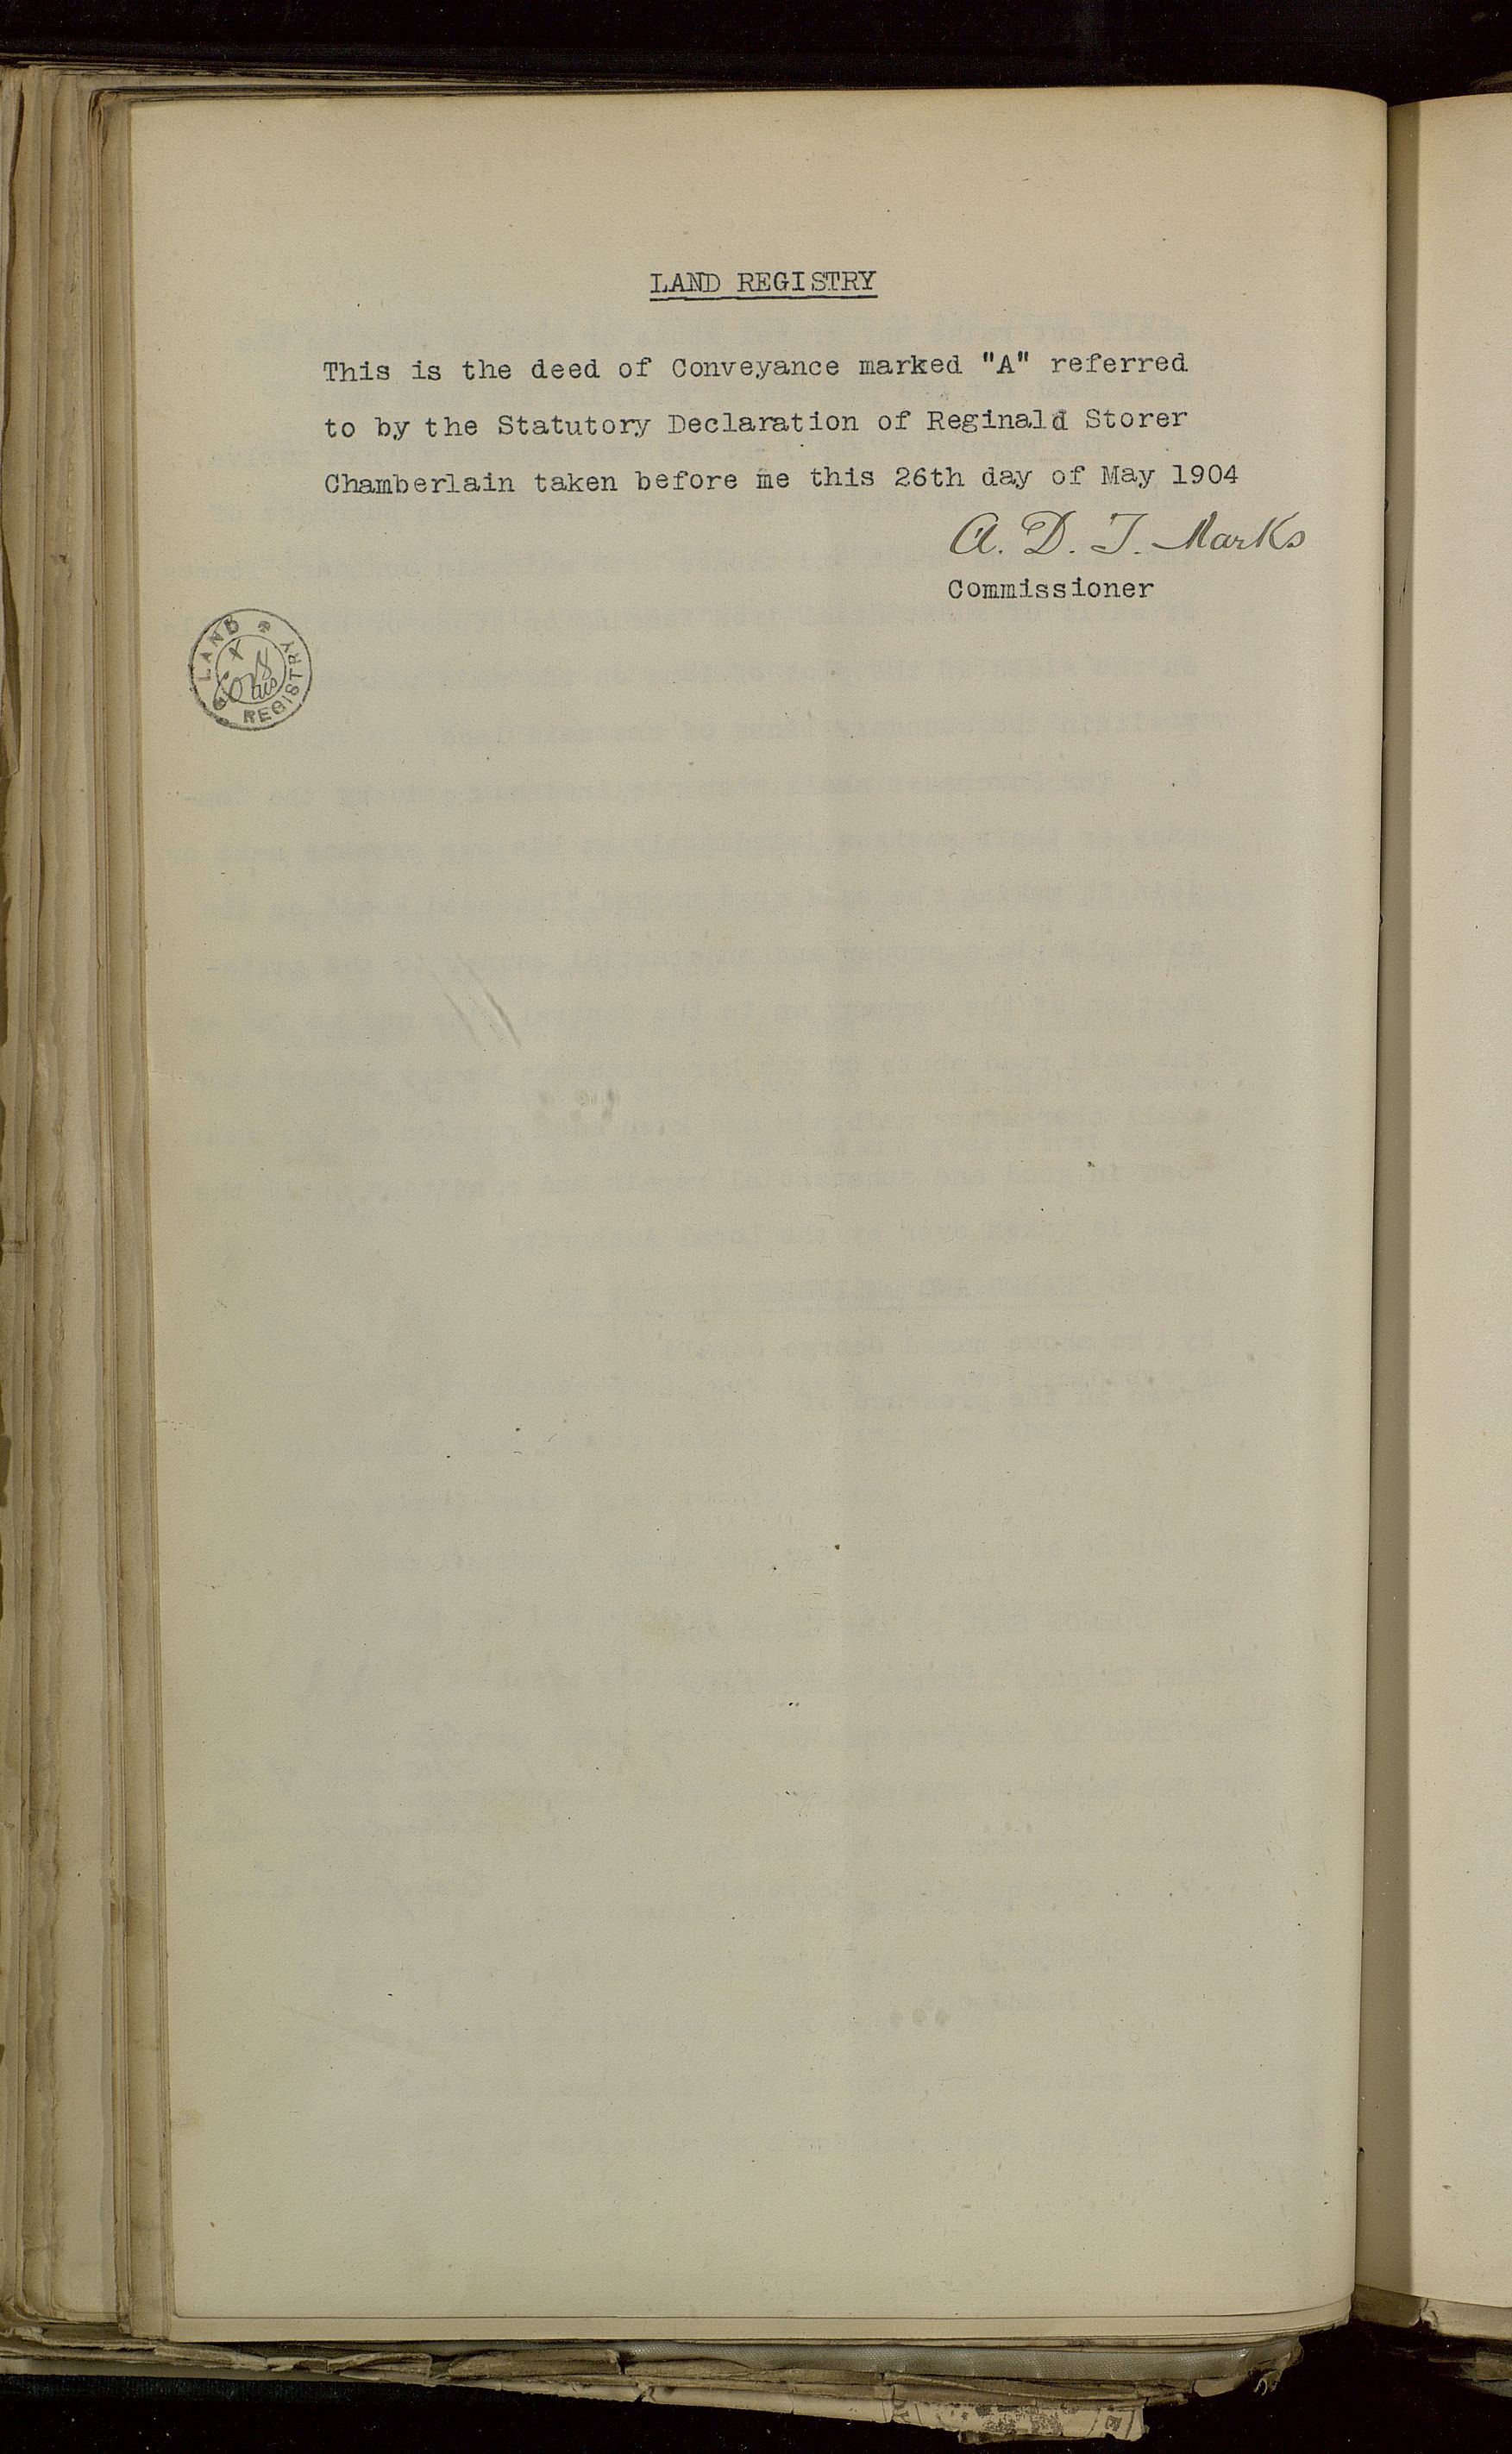 LAND REGISTRY
This is the deed of Conveyance marked "A" referred
to by the Statutory Declaration of Reginald Storer
Chamberlain taken before me this 26th day of May 1904
A. D. T. Marks
Commissioner
LAND REGISTRY